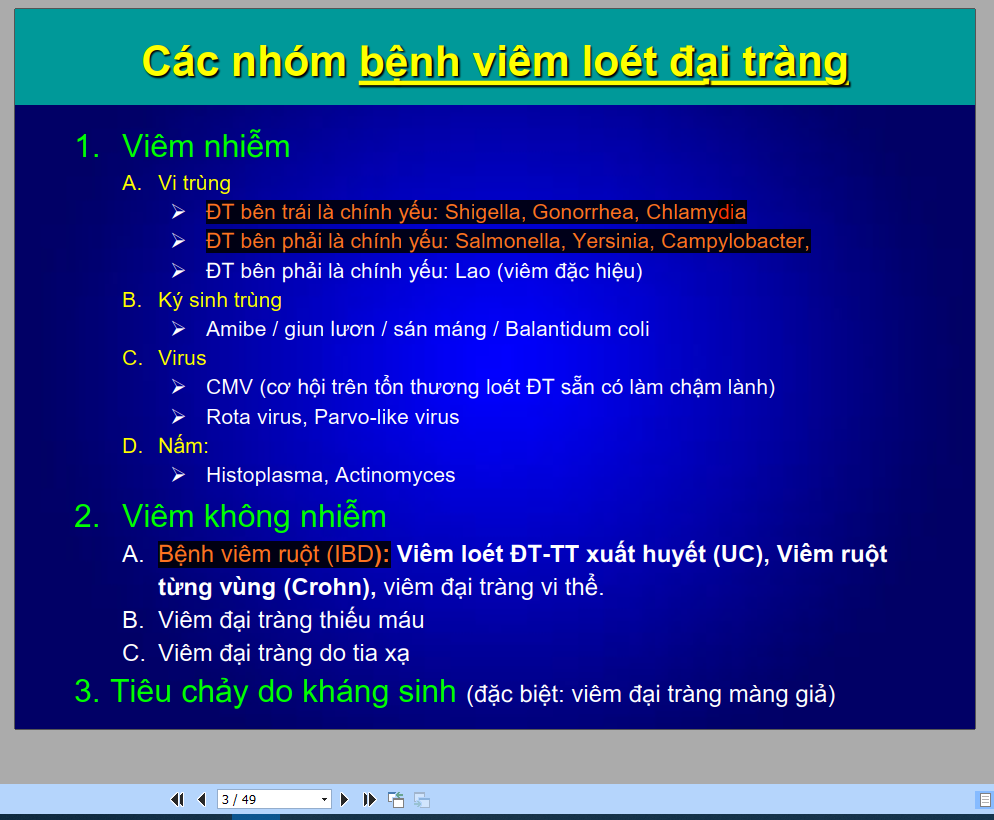 Các nhóm bệnh viêm loét đại tràng
1. Viêm nhiễm
A. Vi trùng
➢ ĐT bên trái là chính yếu: Shigella, Gonorrhea, Chlamydia
➢ ĐT bên phải là chính yếu: Salmonella, Yersinia, Campylobacter,
➢ ĐT bên phải là chính yếu: Lao (viêm đặc hiệu)
B. Ký sinh trùng
➢ Amibe / giun lươn / sán máng / Balantidum coli
C. Virus
➢ CMV (cơ hội trên tổn thương loét ĐT sẵn có làm chậm lành)
➢ Rota virus, Parvo-like virus
D. Nấm:
➢ Histoplasma, Actinomyces
2. Viêm không nhiễm
A. Bệnh viêm ruột (IBD): Viêm loét ĐT-TT xuất huyết (UC), Viêm ruột
từng vùng (Crohn), viêm đại tràng vi thể.
B. Viêm đại tràng thiếu máu
C. Viêm đại tràng do tia xạ
3. Tiêu chảy do kháng sinh (đặc biệt: viêm đại tràng màng giả)
3 / 49